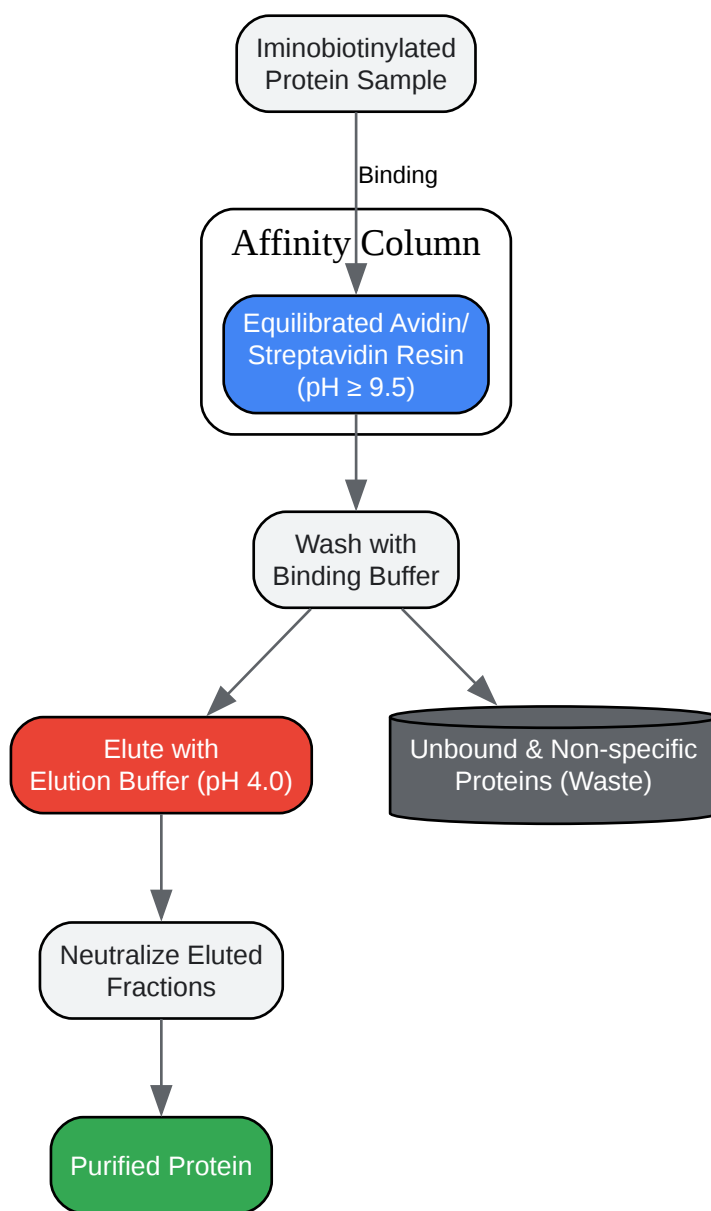 Iminobiotinylated
Protein Sample
Binding
Affinity Column
Equilibrated Avidin/
Streptavidin Resin
(pH ≥ 9.5)
Wash with
Binding Buffer
Elute with
Elution Buffer (pH 4.0)
Unbound & Non-specific
Proteins (Waste)
Neutralize Eluted
Fractions
Purified Protein